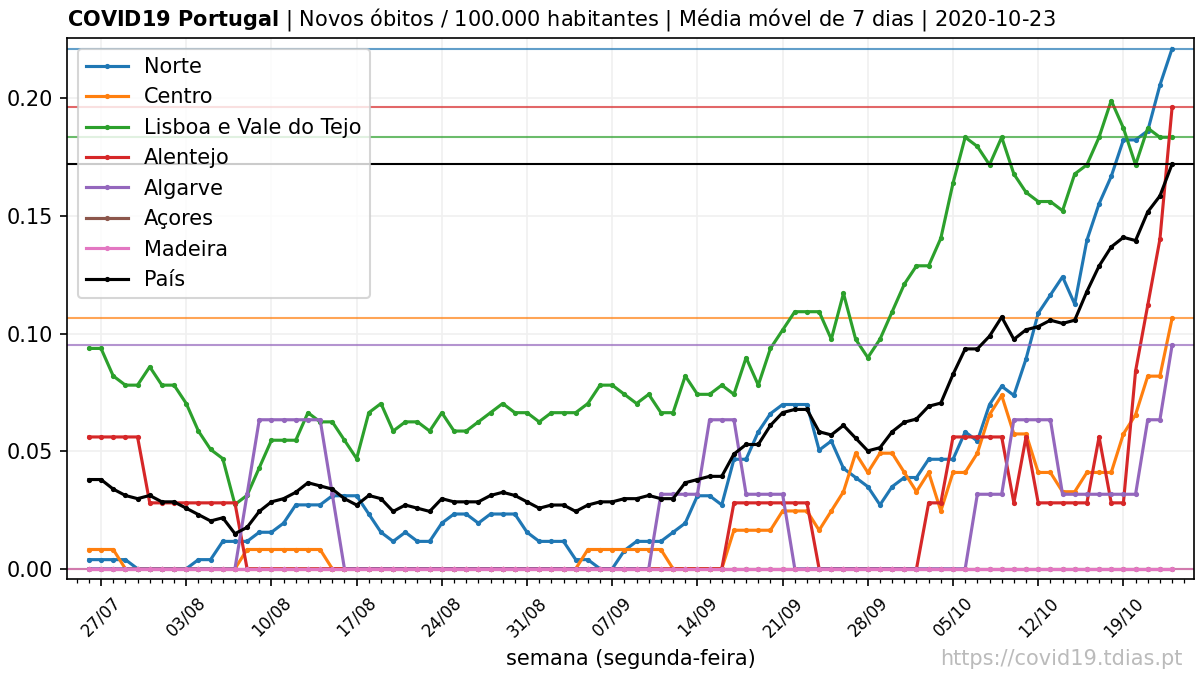 COVID19 Portugal | Novos óbitos / 100.000 habitantes | Média móvel de 7 dias | 2020-10-23
Norte
Centro
Lisboa e Vale do Tejo
Alentejo
Algarve
Açores
Madeira
País
0.20
0.15
0.10
0.05
0.00
27/07
03/08
10/08
17/08
24/08
31/08
07/09
14/09
21/09
28/09
05/10
12/10
19/10
semana (segunda-feira)
https://covid19.tdias.pt